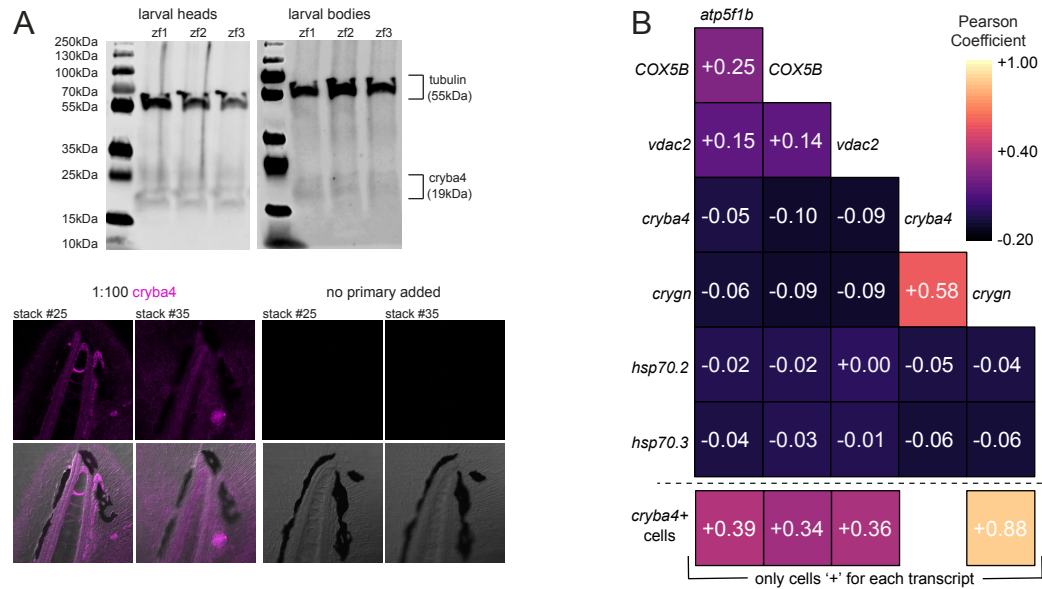 A
larval heads
larval bodies
zf1 zf2 zf3
zf1 zf2 zf3
250kDa
130kDa
100kDa
70kDa
55kDa
35kDa
25kDa
15kDa
10kDa
tubulin
(55kDa)
cryba4
(19kDa)
1:100 cryba4
no primary added
stack #25
stack #35
stack #25
stack #35
B
atp5f1b
Pearson
Coefficient
+1.00
+0.40
-0.20
COX5B +0.25 COX5B
vdac2 +0.15 +0.14 vdac2
cryba4 -0.05 -0.10 -0.09 cryba4
crygn -0.06 -0.09 -0.09 +0.58 crygn
hsp70.2 -0.02 -0.02 +0.00 -0.05 -0.04
hsp70.3 -0.04 -0.03 -0.01 -0.06 -0.06
cryba4+
cells
+0.39 +0.34 +0.36 +0.88
only cells ‘+’ for each transcript